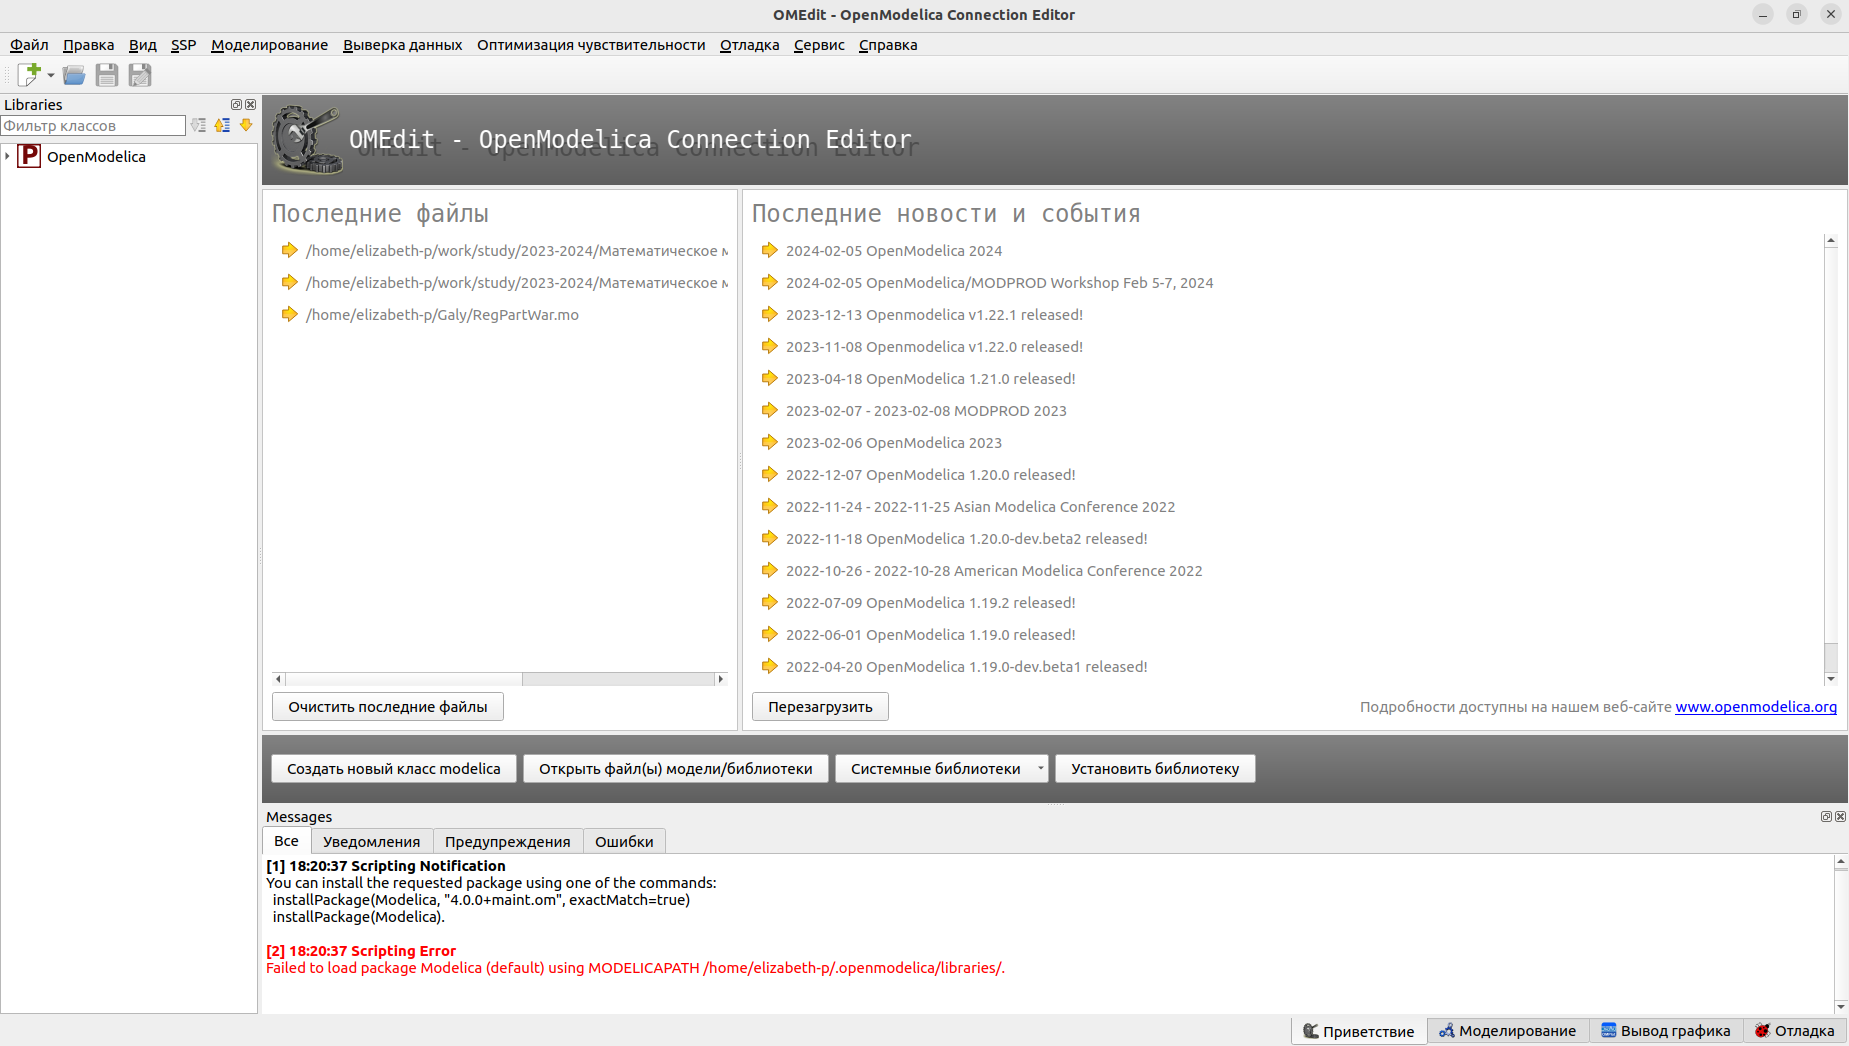 OMEdit - OpenModelica Connection Editor
Файл Правка Вид SSP Моделирование Выверка данных Оптимизация чувствительности Отладка Сервис Справка
Libraries
Фильтр классов
OpenModelica
OMEdit - OpenModelica Connection Editor
Последние файлы
/home/elizabeth-p/work/study/2023-2024/Математическое
/home/elizabeth-p/work/study/2023-2024/Математическое
/home/elizabeth-p/Galy/RegPartWar.mo
Очистить последние файлы
Последние новости и события
2024-02-05 OpenModelica 2024
2024-02-05 OpenModelica/MODPROD Workshop Feb 5-7, 2024
2023-12-13 Openmodelica v1.22.1 released!
2023-11-08 Openmodelica v1.22.0 released!
2023-04-18 OpenModelica 1.21.0 released!
2023-02-07 - 2023-02-08 MODPROD 2023
2023-02-06 OpenModelica 2023
2022-12-07 OpenModelica 1.20.0 released!
2022-11-24 - 2022-11-25 Asian Modelica Conference 2022
2022-11-18 OpenModelica 1.20.0-dev.beta2 released!
2022-10-26 - 2022-10-28 American Modelica Conference 2022
2022-07-09 OpenModelica 1.19.2 released!
2022-06-01 OpenModelica 1.19.0 released!
2022-04-20 OpenModelica 1.19.0-dev.beta1 released!
Перезагрузить
Подробности доступны на нашем веб-сайте www.openmodelica.org
Создать новый класс modelica Открыть файл(ы) модели/библиотеки Системные библиотеки Установить библиотеку
Messages
Все Уведомления Предупреждения Ошибки
[1] 18:20:37 Scripting Notification
You can install the requested package using one of the commands:
installPackage(Modelica, "4.0.0+maint.om", exactMatch=true)
installPackage(Modelica).
[2] 18:20:37 Scripting Error
Failed to load package Modelica (default) using MODELICAPATH /home/elizabeth-p/.openmodelica/libraries/.
Приветствие Моделирование Вывод графика Отладка